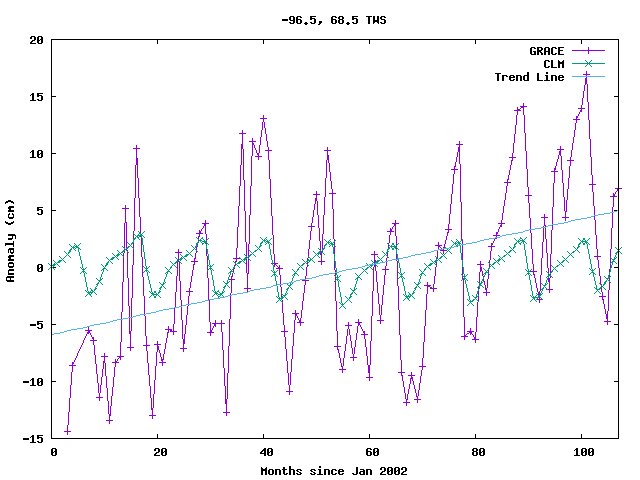 -96.5, 68.5 TWS
GRACE
CLM
Trend Line
20
15
10
5
0
-5
-10
-15
Anomaly (cm)
0 20 40 60 80 100
Months since Jan 2002